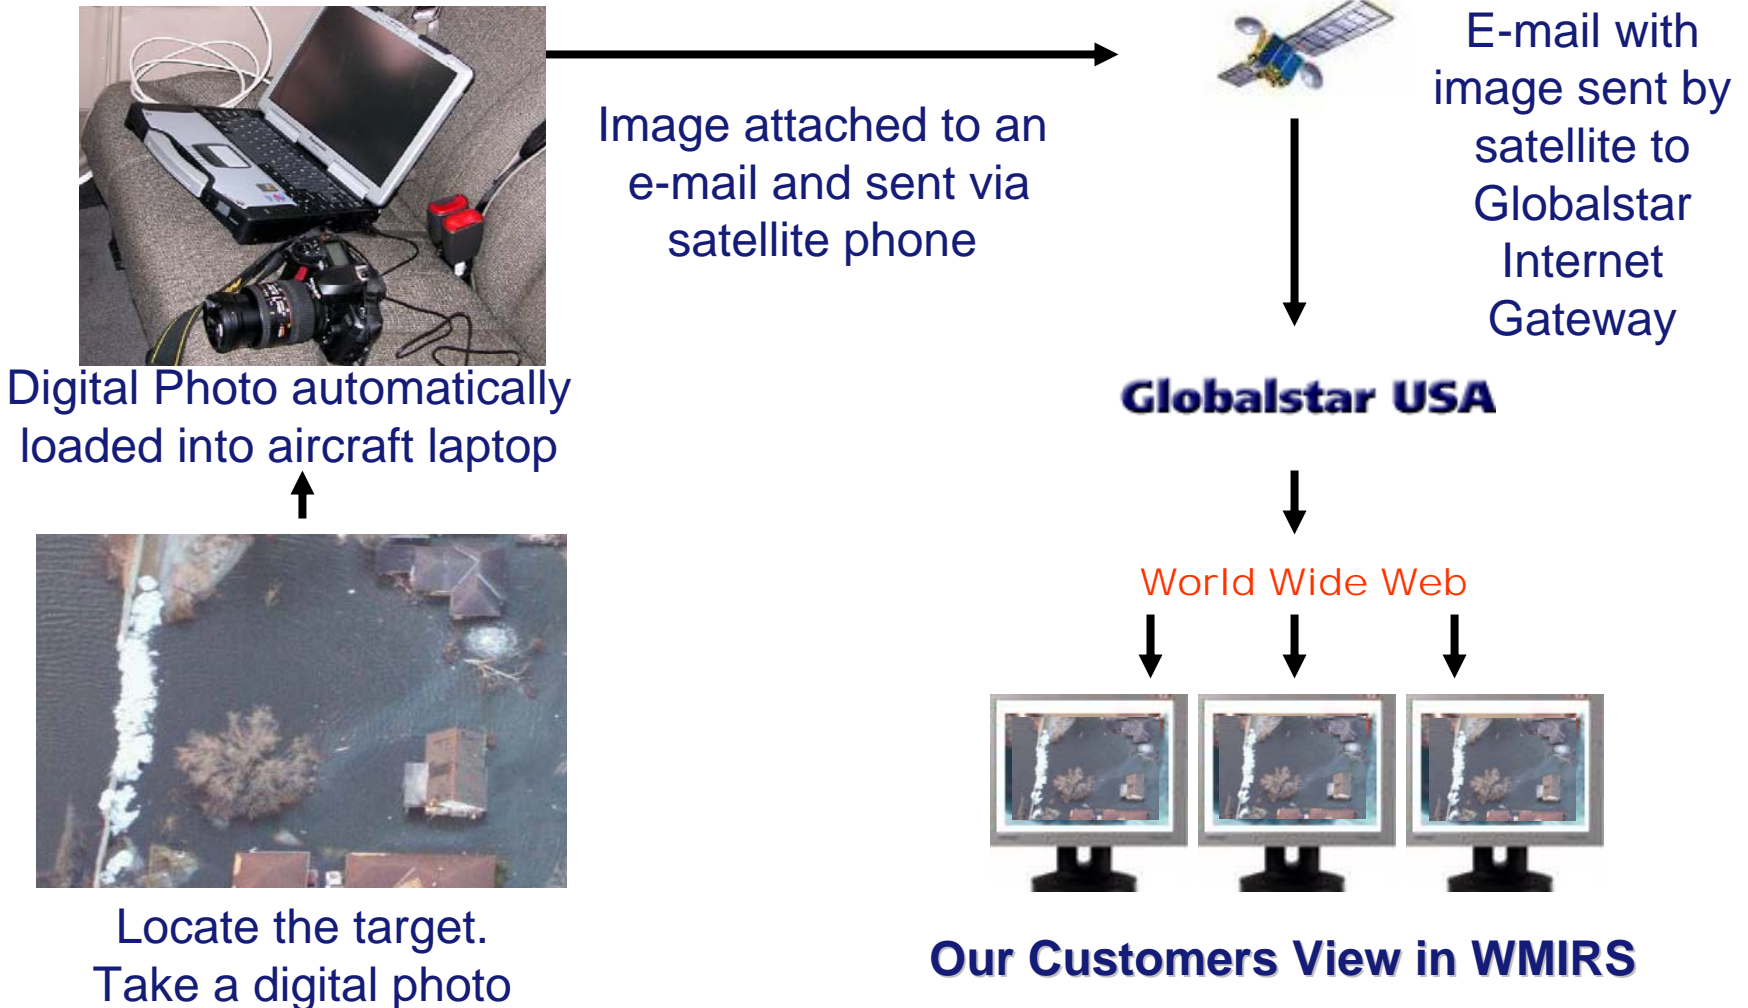 E-mail with
image sent by
satellite to
Globalstar
Internet
Gateway
Image attached to an
e-mail and sent via
satellite phone
Digital Photo automatically
loaded into aircraft laptop
Globalstar USA
World Wide Web
Locate the target.
Take a digital photo
Our Customers View in WMIRS